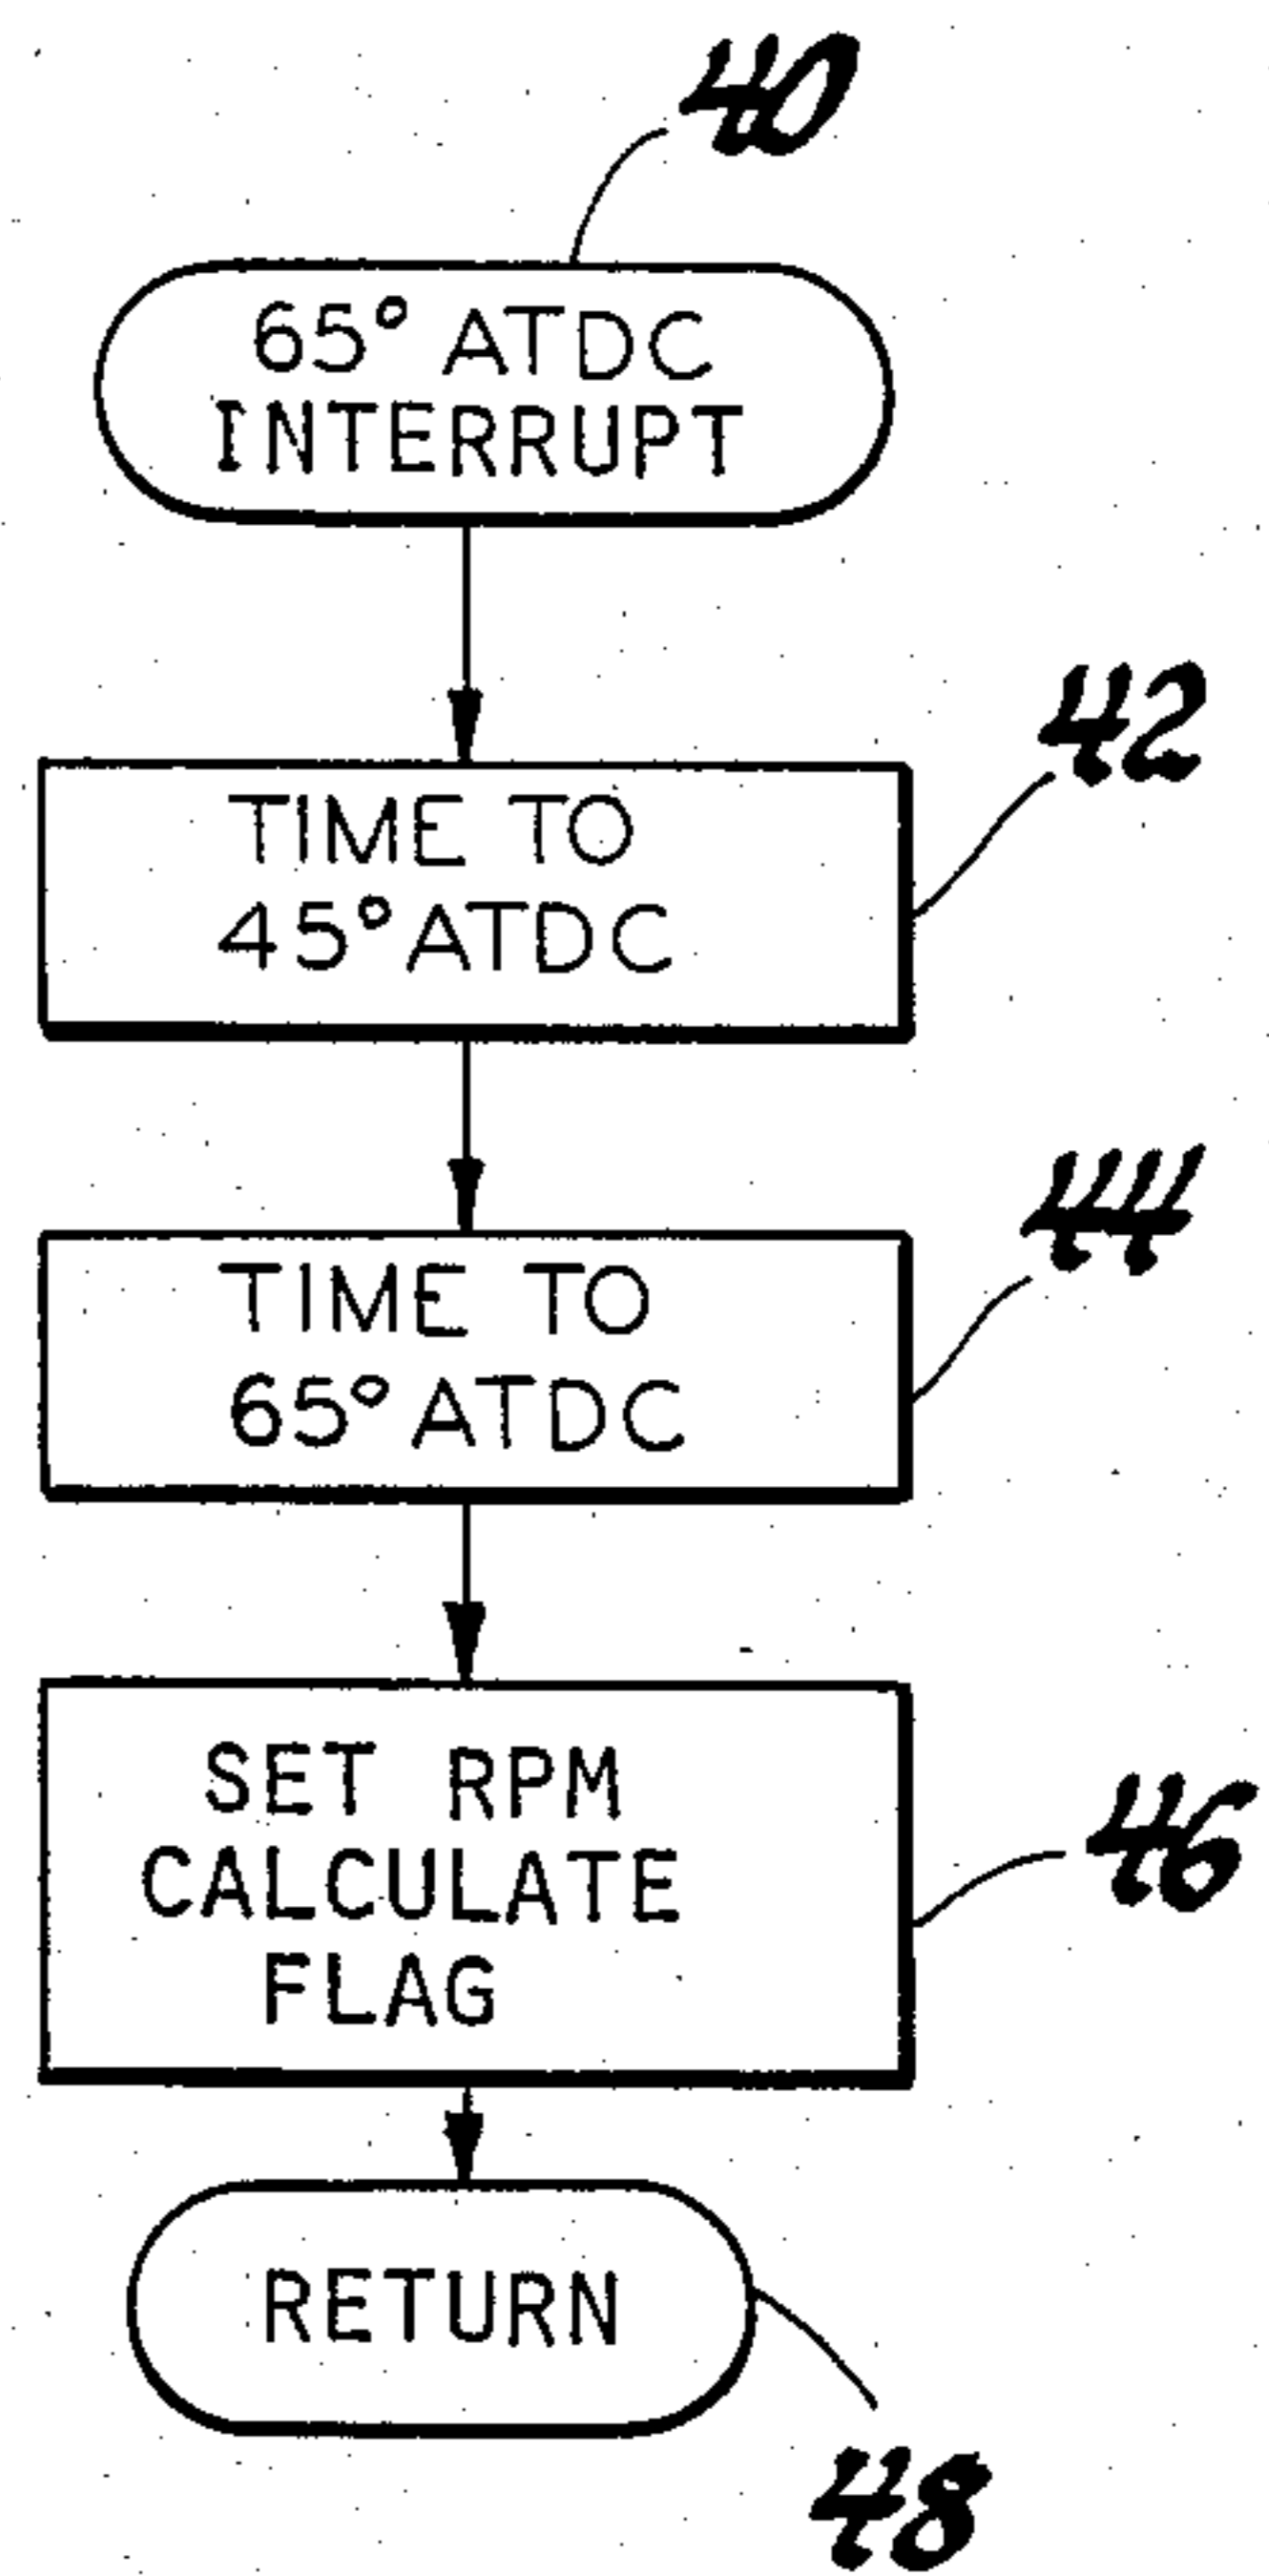 40
65° ATDC
INTERRUPT
42
TIME TO
45° ATDC
44
TIME TO
65° ATDC
SET RPM
CALCULATE
FLAG
46
RETURN
48